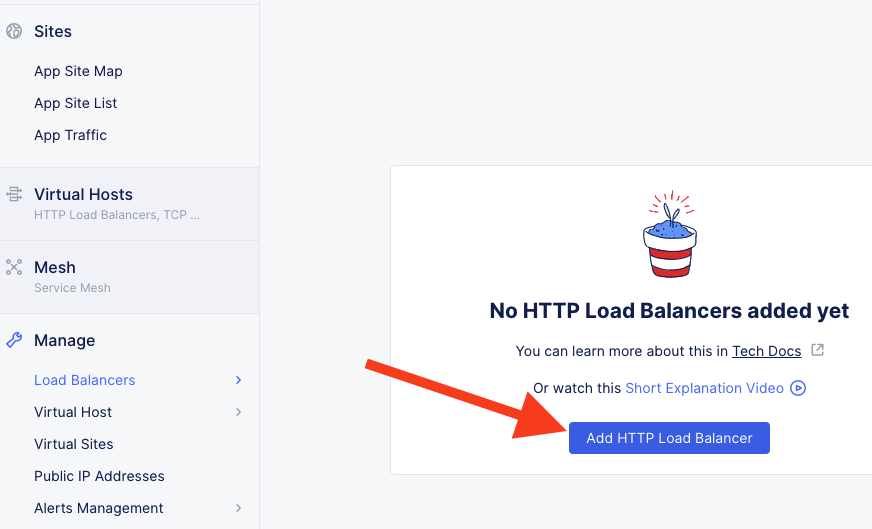 Sites
App Site Map
App Site List
App Traffic
Virtual Hosts
HTTP Load Balancers, TCP ...
Mesh
Service Mesh
Manage
Load Balancers
Virtual Host
Virtual Sites
Public IP Addresses
Alerts Management
No HTTP Load Balancers added yet
You can learn more about this in Tech Docs
Or watch this Short Explanation Video
Add HTTP Load Balancer